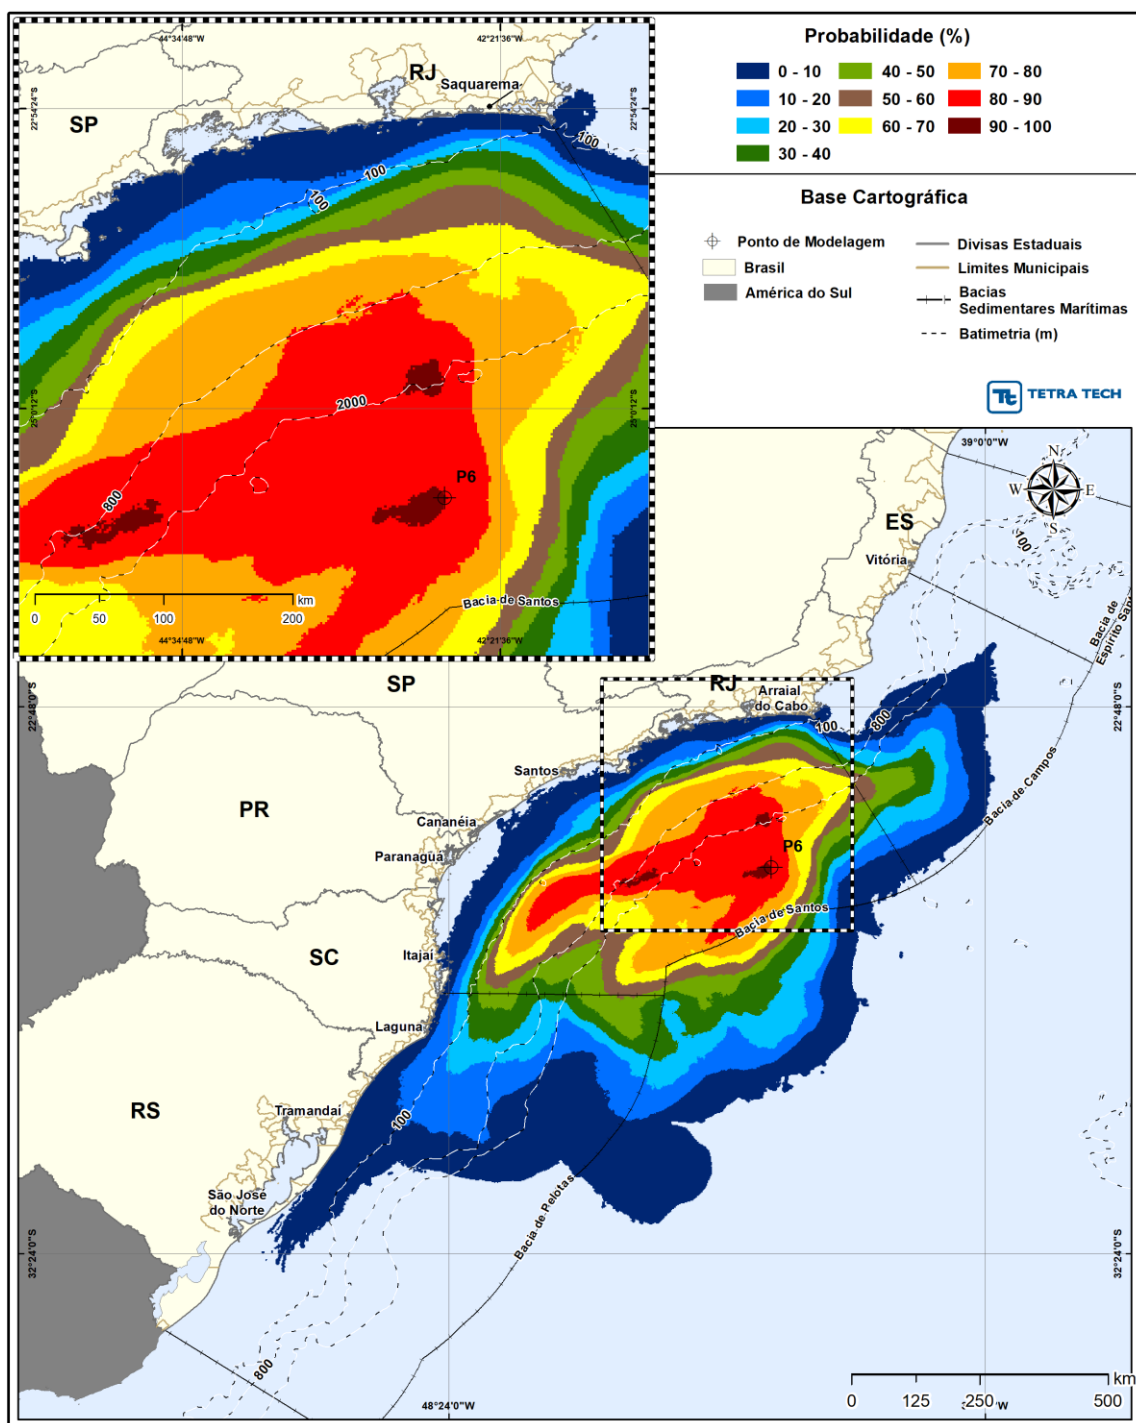 44°34'48"W
42°21'36"W
RJ
Saquarema
SP
22°54'24"S
22°54'24"S
100
100
100
25°0'12"S
25°0'12"S
2000
P6
800
km
0 50 100 200
Bacia de Santos
44°34'48"W
42°21'36"W
Probabilidade (%)
0 - 10
40 - 50
70 - 80
10 - 20
50 - 60
80 - 90
20 - 30
60 - 70
90 - 100
30 - 40
Base Cartográfica
Ponto de Modelagem
Brasil
América do Sul
Divisas Estaduais
Limites Municipais
Bacias
Sedimentares Marítimas
Batimetria (m)
Tt
TETRA TECH
39°0'0"W
N
W E
S
ES
100
Vitória
Bacia de
Espírito Sant
SP
RJ
Arraial
do Cabo
22°48'0"S
22°48'0"S
800
100
Santos
Bacia de Campos
PR
Cananéia
Paranaguá
P6
Bacia de Santos
SC
Itajaí
Laguna
RS
Tramandaí
100
São José
do Norte
Bacia de Pelotas
32°24'0"S
32°24'0"S
800
km
0 125 250 500
48°24'0"W
"W